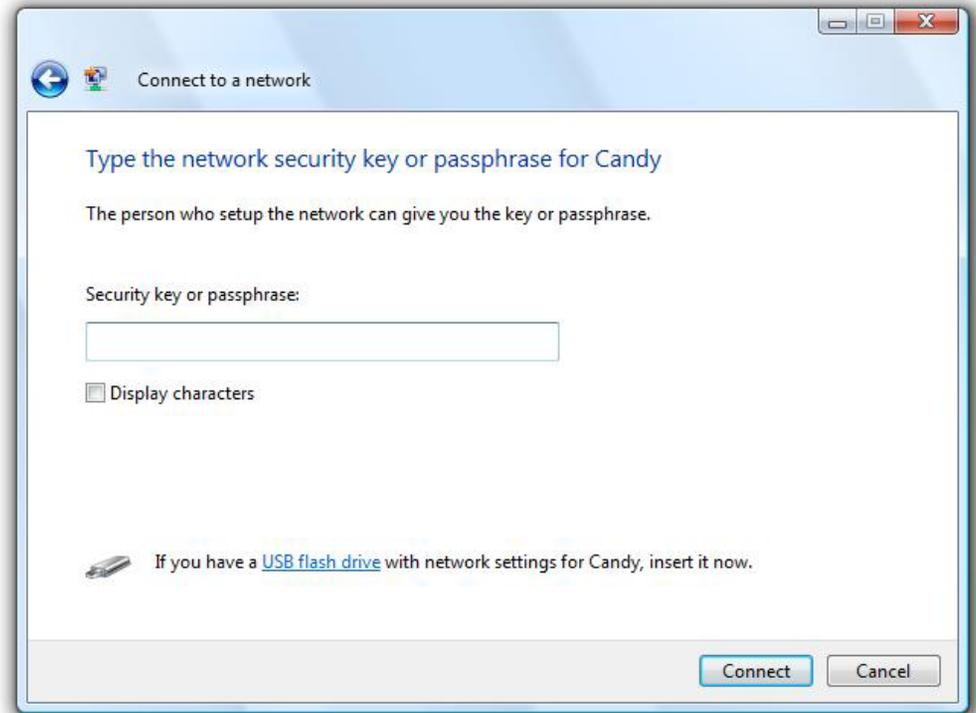 Connect to a network
Type the network security key or passphrase for Candy
The person who setup the network can give you the key or passphrase.
Security key or passphrase:
Display characters
If you have a USB flash drive with network settings for Candy, insert it now.
Connect Cancel